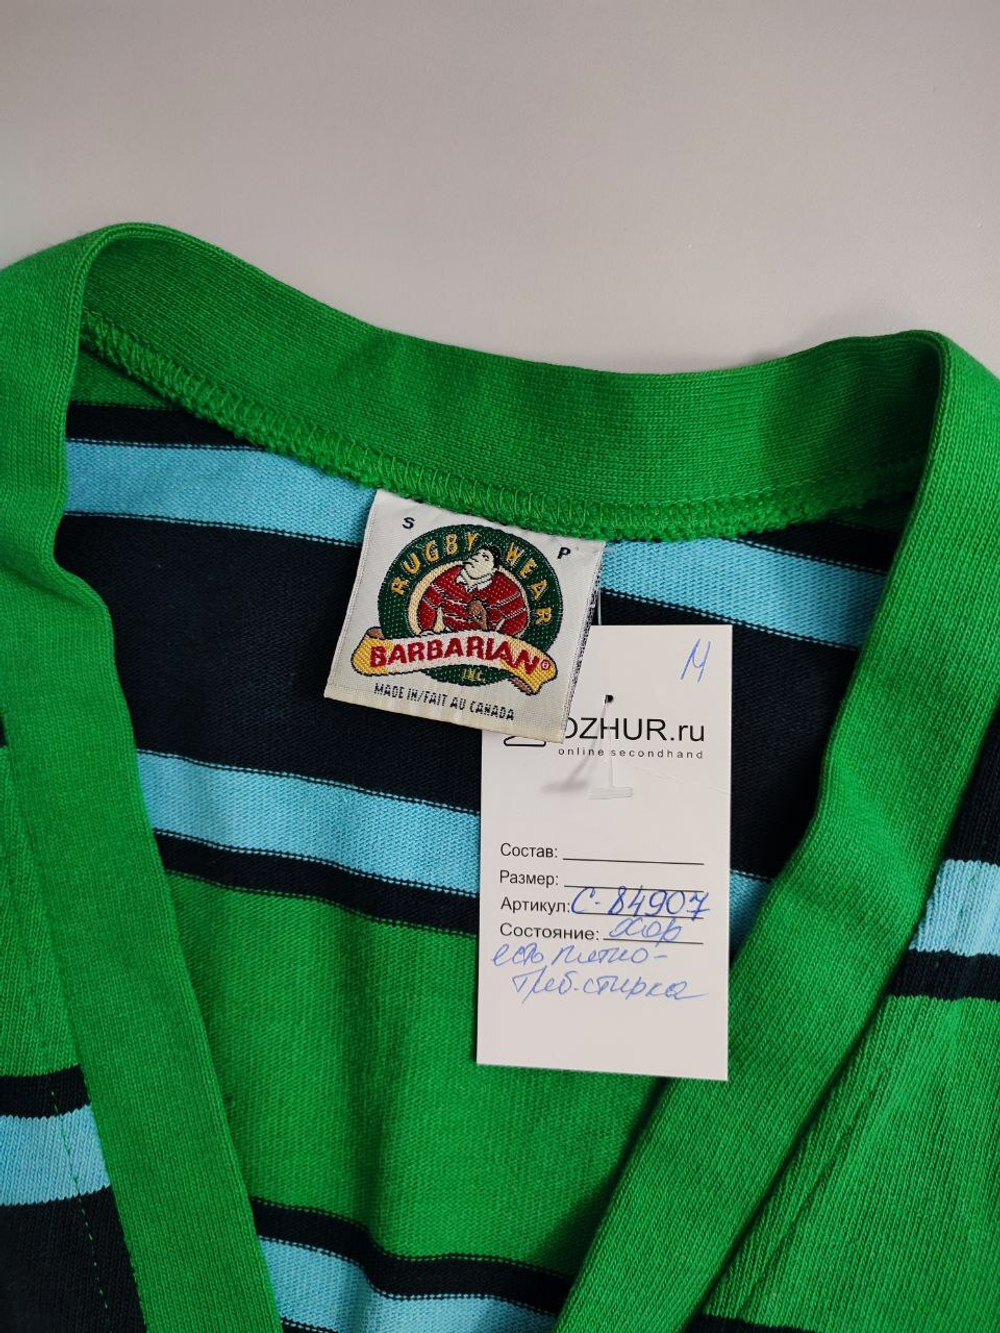 S P
RUGBY WEAR
BARBARIAN®
INC.
MADE IN/FAIT AU CANADA
М
OZHUR.ru
online secondhand
Состав:
Размер:
Артикул: С-84907
Состояние: хор
есть пятно-
треб. стирка